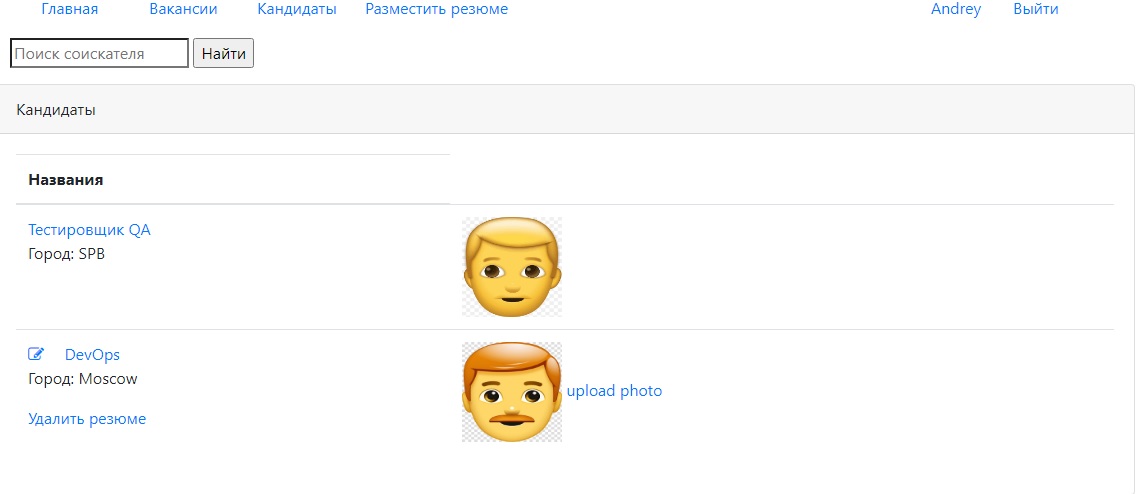 Главная Вакансии Кандидаты Разместить резюме Andrey Выйти
Поиск соискателя Найти
Кандидаты
Названия
Тестировщик QA
Город: SPB
DevOps
Город: Moscow
upload photo
Удалить резюме